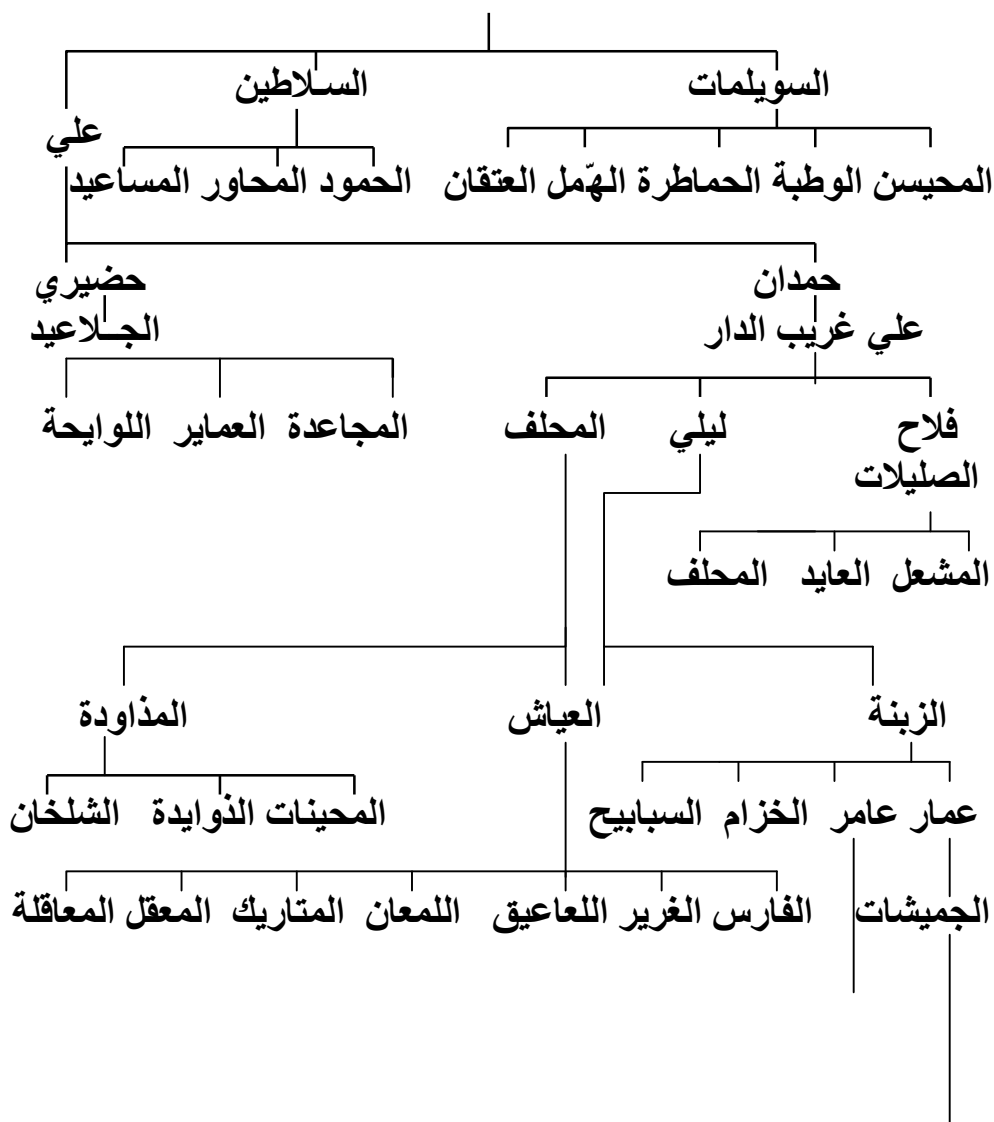 السويلمات السلاطين
علي
المحيسن الوطبة الحماطرة الهّمل العتقان الحمود المحاور المساعيد
حمدان حضيري
علي غريب الدار الجــلاعيد
فلاح ليلي المحلف المجاعدة العماير اللوايحة
الصليلات
المشعل العايد المحلف
الزبنة العياش المذاودة
عمار عامر الخزام السبابيح المحينات الذوايدة الشلخان
الجميشات الفارس الغرير اللعاعيق اللمعان المتاريك المعقل المعاقلة